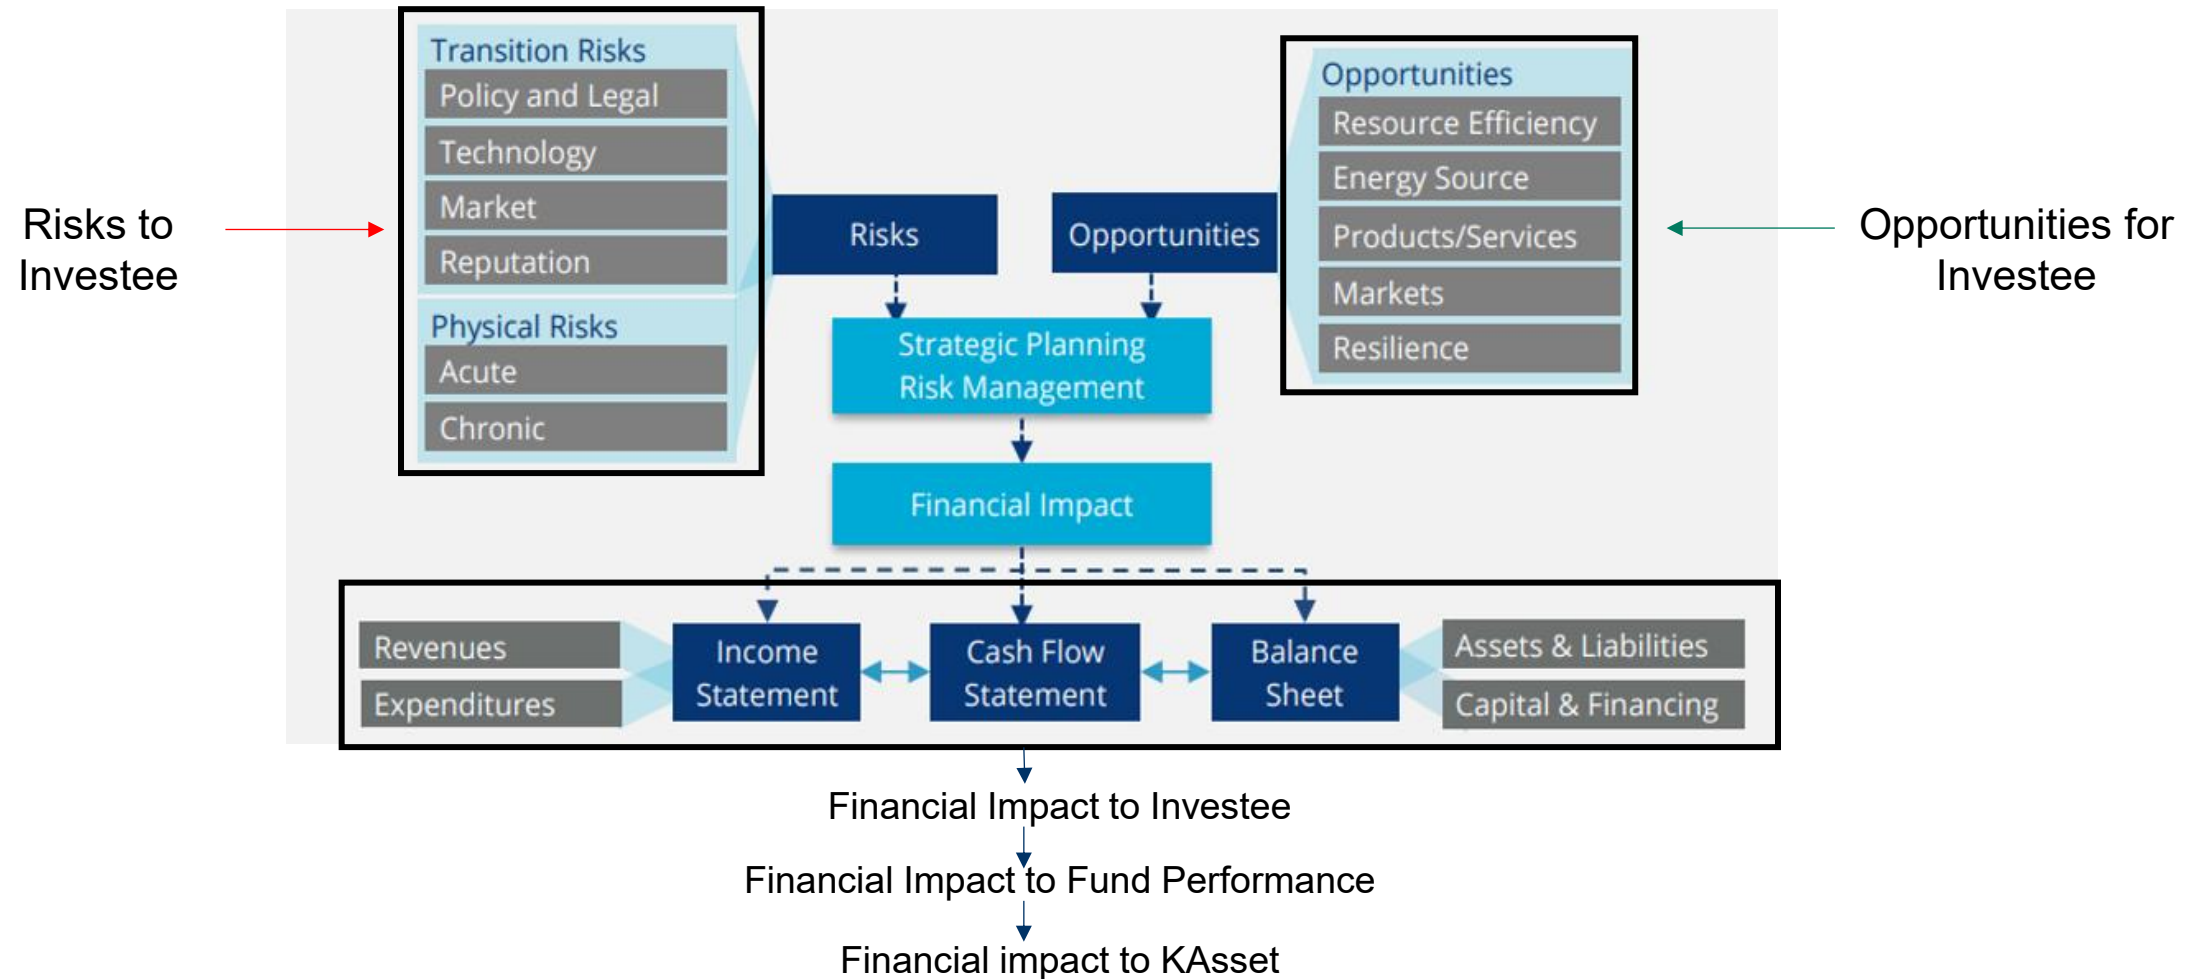 Risks to
Investee
Transition Risks
Policy and Legal
Technology
Market
Reputation
Physical Risks
Acute
Chronic
Risks
Opportunities
Opportunities
Resource Efficiency
Energy Source
Products/Services
Markets
Resilience
Opportunities for
Investee
Strategic Planning
Risk Management
Financial Impact
Revenues
Expenditures
Income
Statement
Cash Flow
Statement
Balance
Sheet
Assets & Liabilities
Capital & Financing
Financial Impact to Investee
Financial Impact to Fund Performance
Financial impact to KAsset